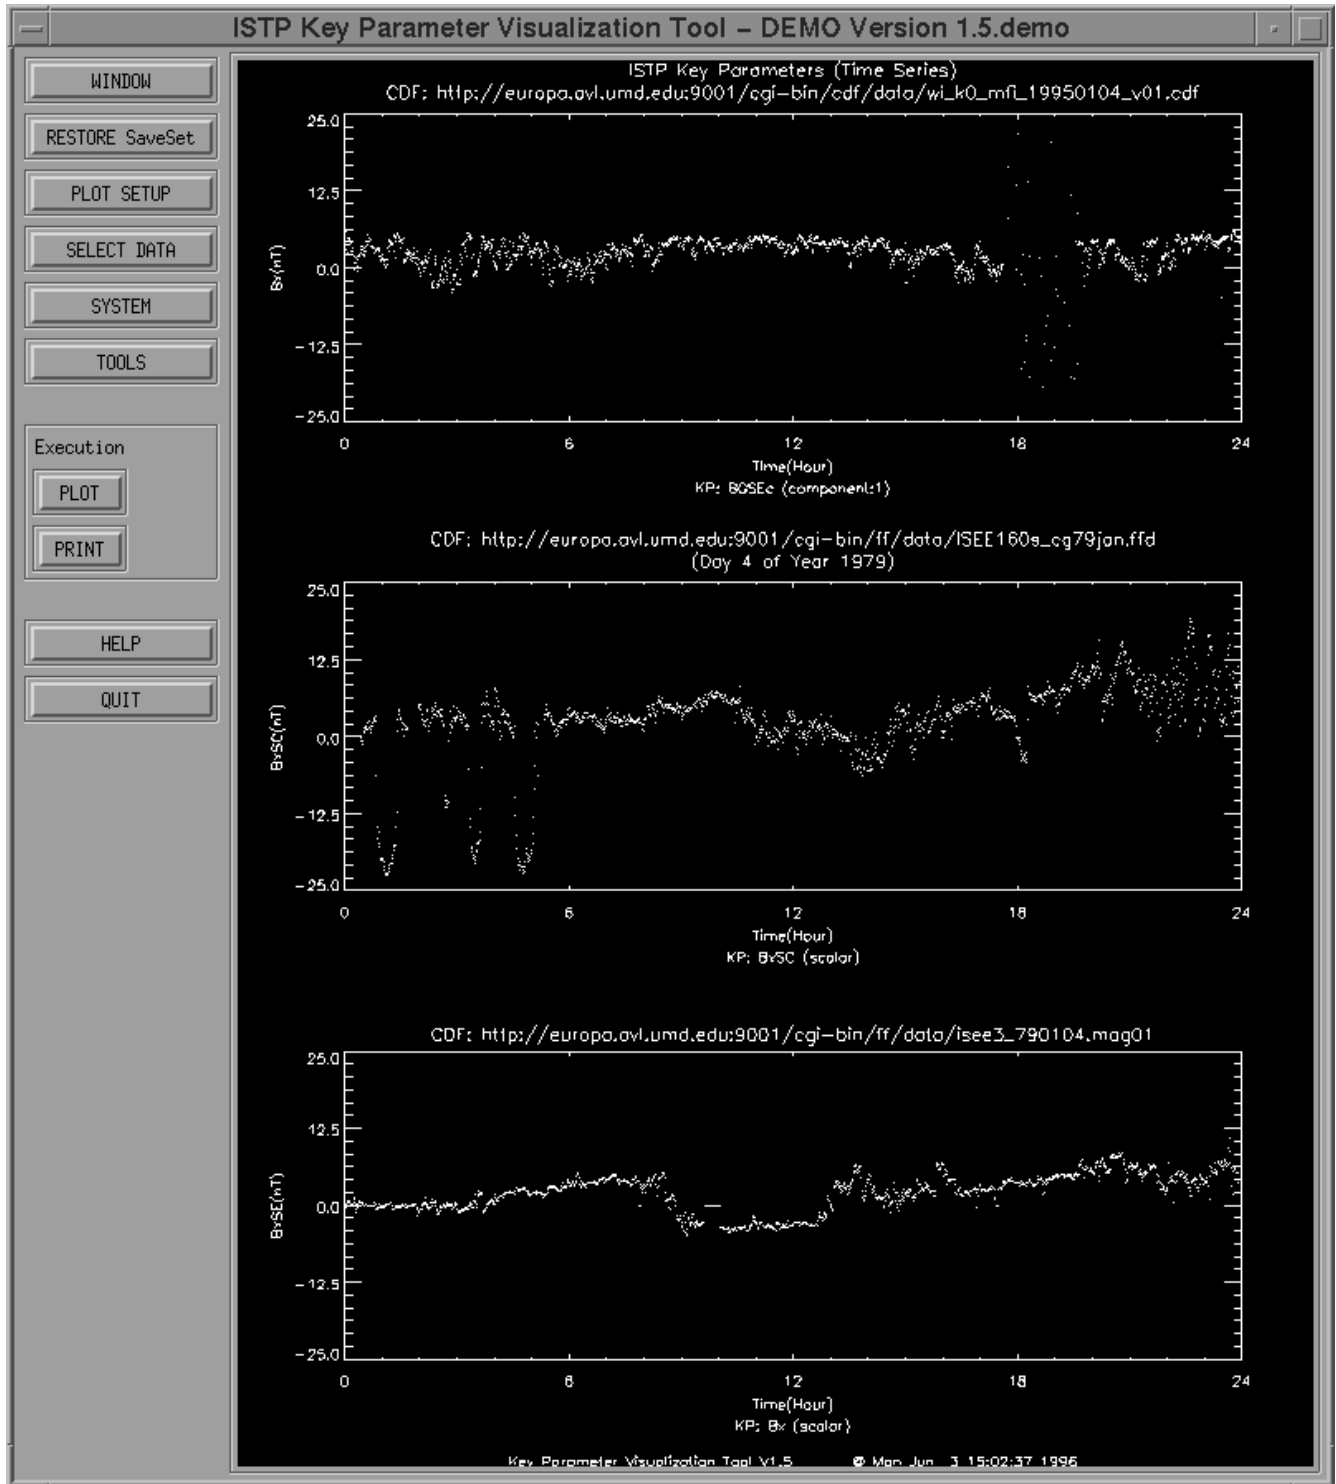 ISTP Key Parameter Visualization Tool – DEMO Version 1.5.demo
WINDOW
RESTORE SaveSet
PLOT SETUP
SELECT DATA
SYSTEM
TOOLS
Execution
PLOT
PRINT
HELP
QUIT
ISTP Key Parameters (Time Series)
CDF: http://europa.avl.umd.edu:9001/cgi-bin/cdf/data/wi_k0_mfi_19950104_v01.cdf
25.0
12.5
0.0
-12.5
-25.0
Bx(nT)
0 6 12 18 24
Time(Hour)
KP: BGSEc (component:1)
CDF: http://europa.avl.umd.edu:9001/cgi-bin/ff/data/ISEE160s_cg79jan.ffd
(Day 4 of Year 1979)
25.0
12.5
0.0
-12.5
-25.0
BxSC(nT)
0 6 12 18 24
Time(Hour)
KP: BxSC (scalar)
CDF: http://europa.avl.umd.edu:9001/cgi-bin/ff/data/isee3_790104.mag01
25.0
12.5
0.0
-12.5
-25.0
BxSE(nT)
0 6 12 18 24
Time(Hour)
KP: Bx (scalar)
Key Parameter Visualization Tool V1.5 @ Mon Jun 3 15:02:37 1996